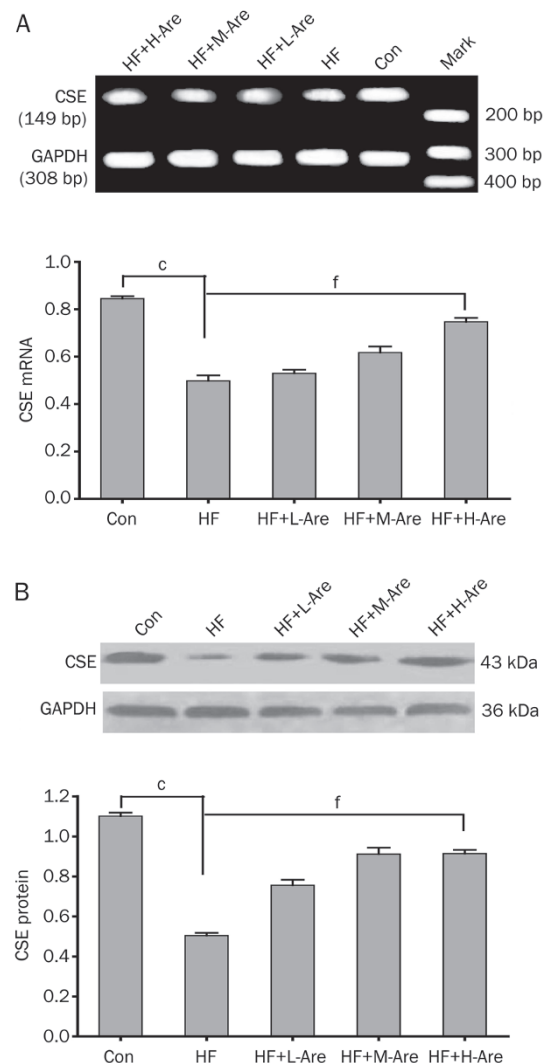 A
HF+H-Are HF+M-Are HF+L-Are HF Con Mark
CSE
(149 bp)
GAPDH
(308 bp)
200 bp
300 bp
400 bp
c
f
CSE mRNA
1.0
0.8
0.6
0.4
0.2
0.0
Con HF HF+L-Are HF+M-Are HF+H-Are
B
Con HF HF+L-Are HF+M-Are HF+H-Are
CSE 43 kDa
GAPDH 36 kDa
c
f
CSE protein
1.2
1.0
0.8
0.6
0.4
0.2
0.0
Con HF HF+L-Are HF+M-Are HF+H-Are